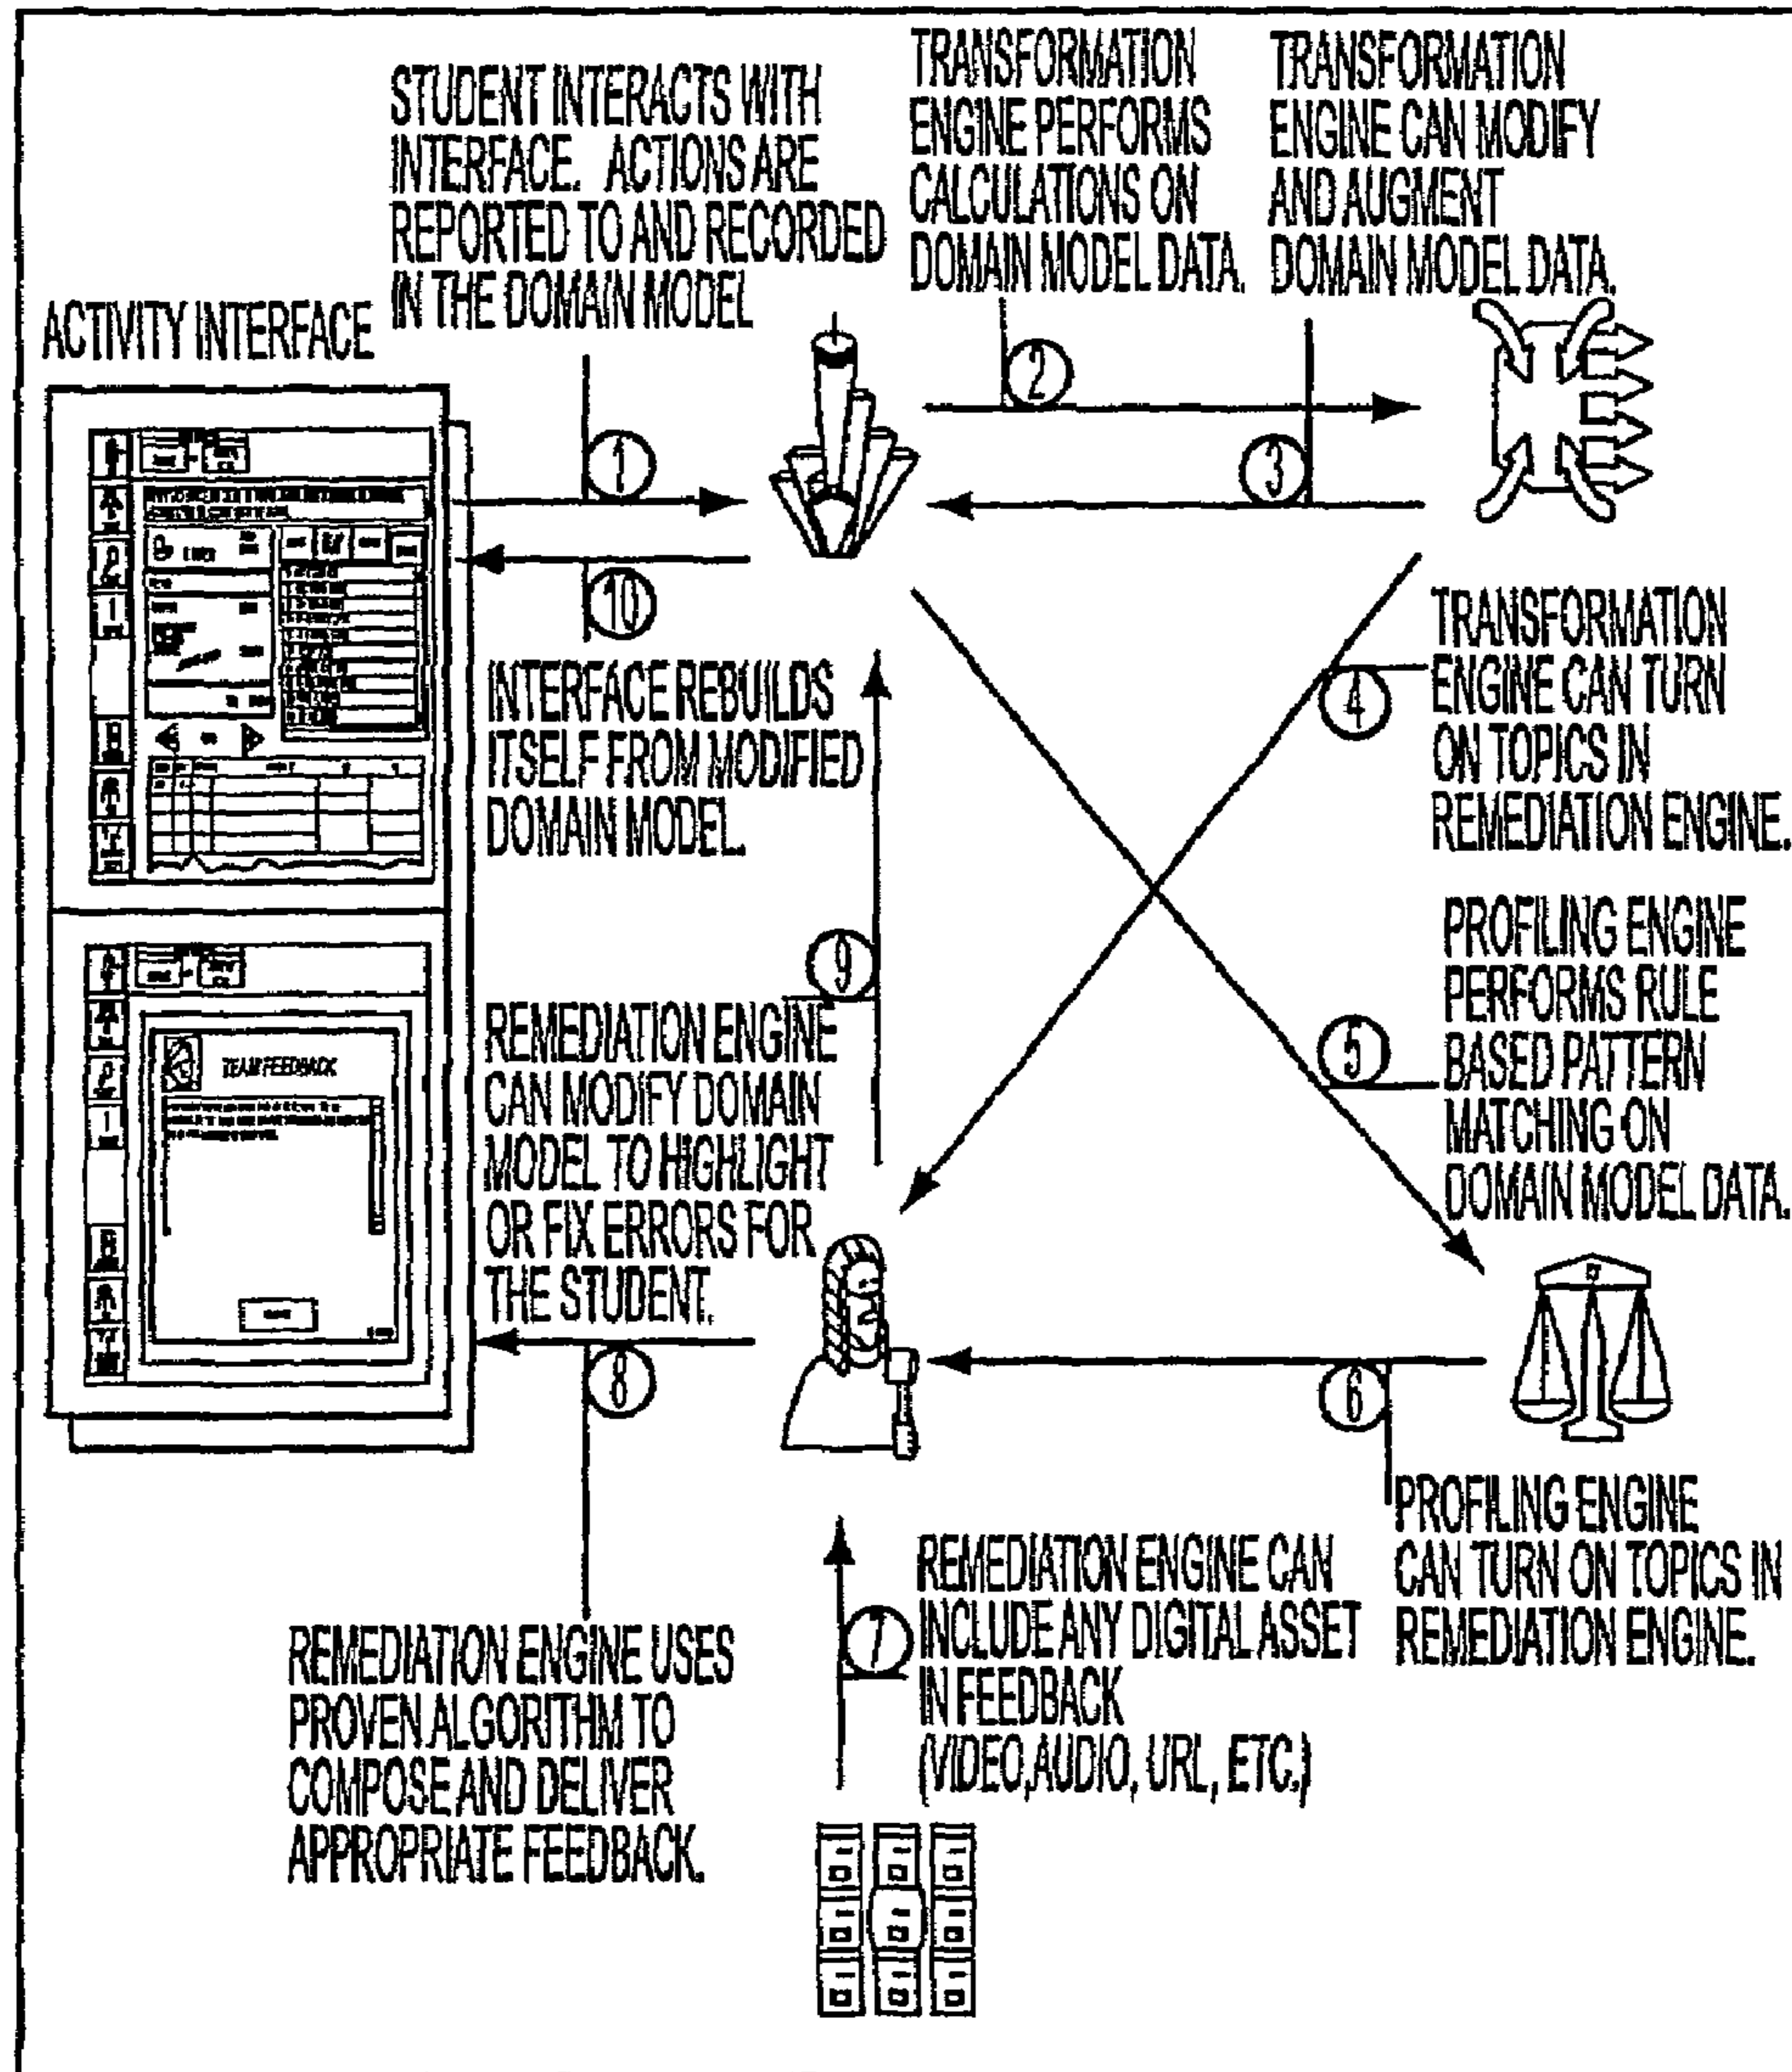 STUDENT INTERACTS WITH
INTERFACE. ACTIONS ARE
REPORTED TO AND RECORDED
IN THE DOMAIN MODEL
TRANSFORMATION
ENGINE PERFORMS
CALCULATIONS ON
DOMAIN MODEL DATA.
TRANSFORMATION
ENGINE CAN MODIFY
AND AUGMENT
DOMAIN MODEL DATA.
ACTIVITY INTERFACE
1
2
3
10
INTERFACE REBUILDS
ITSELF FROM MODIFIED
DOMAIN MODEL.
4
TRANSFORMATION
ENGINE CAN TURN
ON TOPICS IN
REMEDIATION ENGINE.
5
PROFILING ENGINE
PERFORMS RULE
BASED PATTERN
MATCHING ON
DOMAIN MODEL DATA.
9
REMEDIATION ENGINE
CAN MODIFY DOMAIN
MODEL TO HIGHLIGHT
OR FIX ERRORS FOR
THE STUDENT.
TEAM FEEDBACK
8
6
PROFILING ENGINE
CAN TURN ON TOPICS IN
REMEDIATION ENGINE.
7
REMEDIATION ENGINE CAN
INCLUDE ANY DIGITAL ASSET
IN FEEDBACK
(VIDEO,AUDIO, URL, ETC.)
REMEDIATION ENGINE USES
PROVEN ALGORITHM TO
COMPOSE AND DELIVER
APPROPRIATE FEEDBACK.